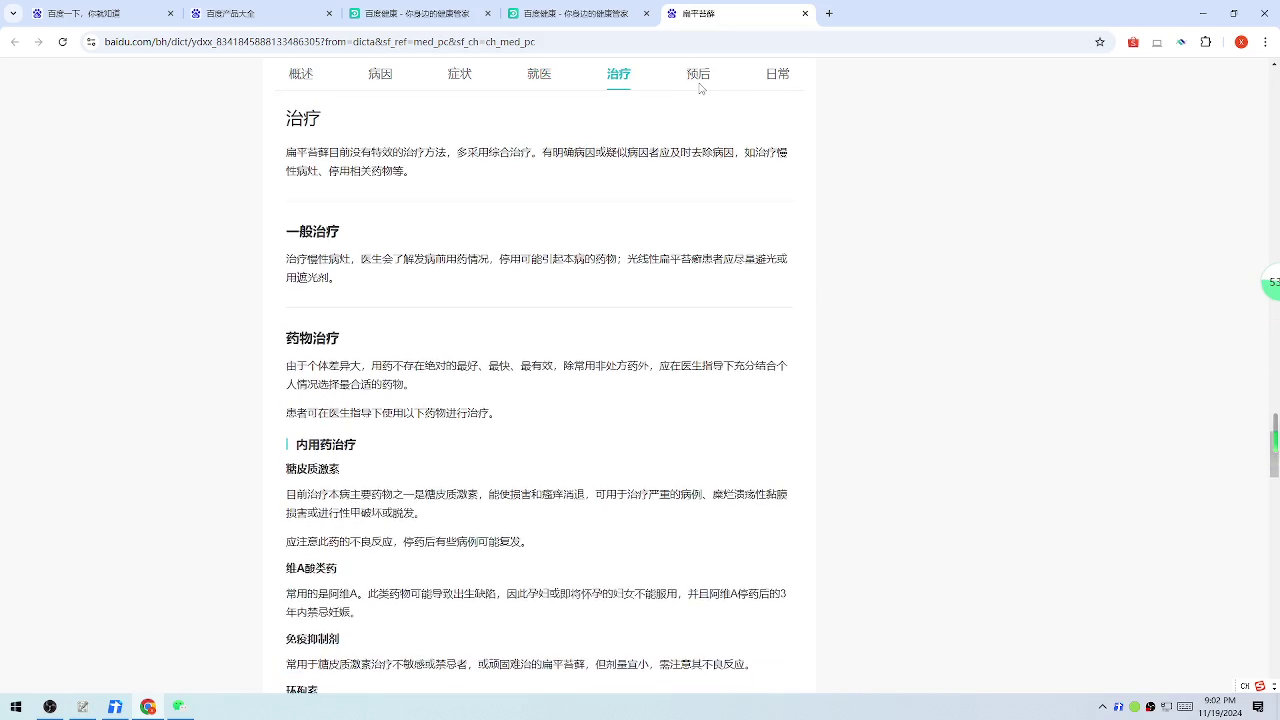 百度一下，你就知道
百度产品大全
百度健康 - 你身边的健康管家
百度健康 - 你身边的健康管家
扁平苔藓
baidu.com/bh/dict/ydxx_8341845888133486305?from=dicta&sf_ref=med_pc&sf_ch=ch_med_pc
概述 病因 症状 就医 治疗 预后 日常
治疗
扁平苔藓目前没有特效的治疗方法，多采用综合治疗。有明确病因或疑似病因者应及时去除病因，如治疗慢
性病灶、停用相关药物等。
一般治疗
治疗慢性病灶，医生会了解发病前用药情况，停用可能引起本病的药物；光线性扁平苔癣患者应尽量避光或
用遮光剂。
药物治疗
由于个体差异大，用药不存在绝对的最好、最快、最有效，除常用非处方药外，应在医生指导下充分结合个
人情况选择最合适的药物。
患者可在医生指导下使用以下药物进行治疗。
内用药治疗
糖皮质激素
目前治疗本病主要药物之一是糖皮质激素，能使损害和瘙痒消退，可用于治疗严重的病例、糜烂溃疡性黏膜
损害或进行性甲破坏或脱发。
应注意此药的不良反应，停药后有些病例可能复发。
维A酸类药
常用的是阿维A。此类药物可能导致出生缺陷，因此孕妇或即将怀孕的妇女不能服用，并且阿维A停药后的3
年内禁忌妊娠。
免疫抑制剂
常用于糖皮质激素治疗不敏感或禁忌者，或顽固难治的扁平苔藓，但剂量宜小，需注意其不良反应。
53
CH
9:02 PM
11/19/2024